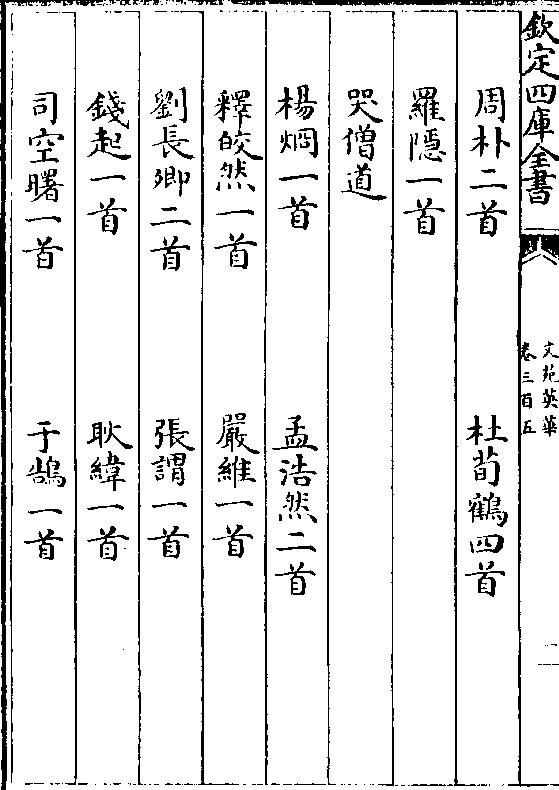 欽定四庫全書
文苑英華
卷三百五
二
周朴二首　杜荀鶴四首
羅隱一首
哭僧道
楊烱一首　孟浩然二首
釋皎然一首　嚴維一首
劉長卿二首　張謂一首
錢起一首　耿緯一首
司空曙一首　于鵠一首